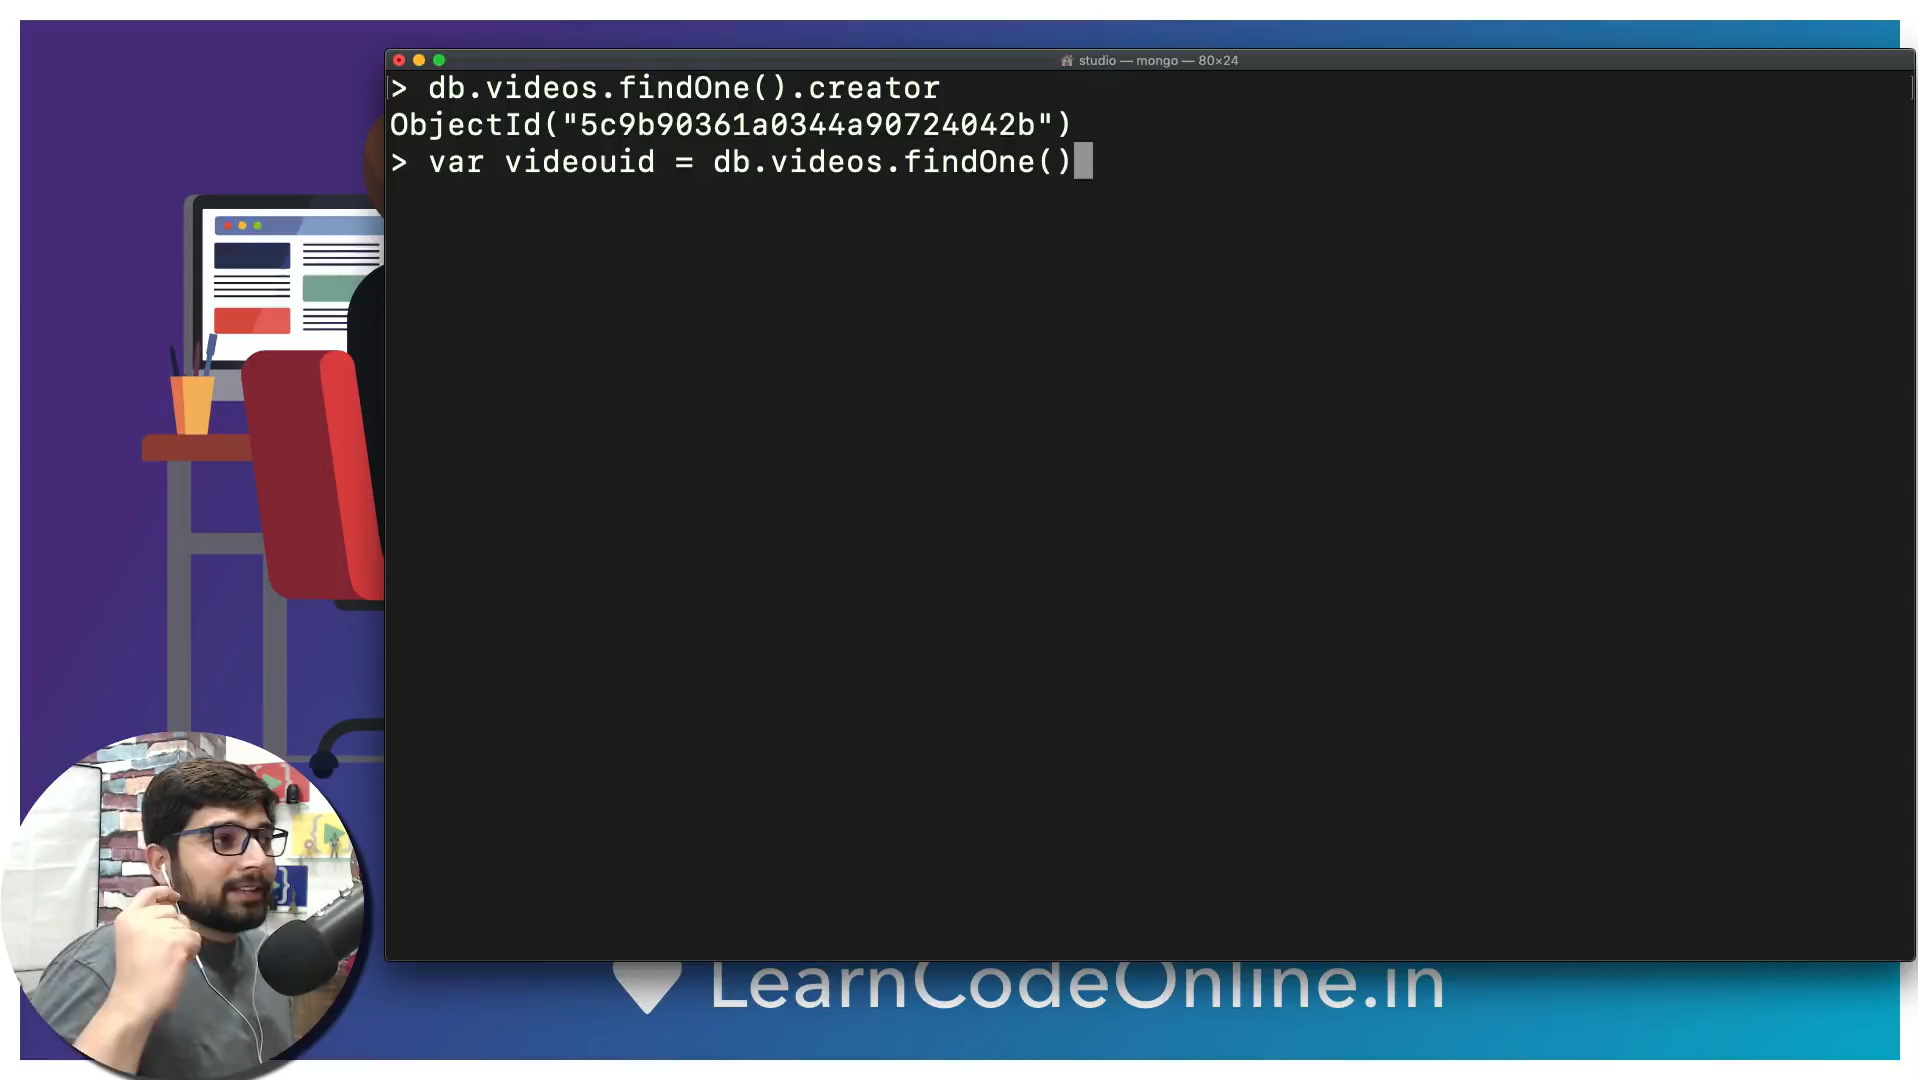 studio — mongo — 80×24
> db.videos.findOne().creator
ObjectId("5c9b90361a0344a90724042b")
> var videouid = db.videos.findOne()
LearnCodeOnline.in